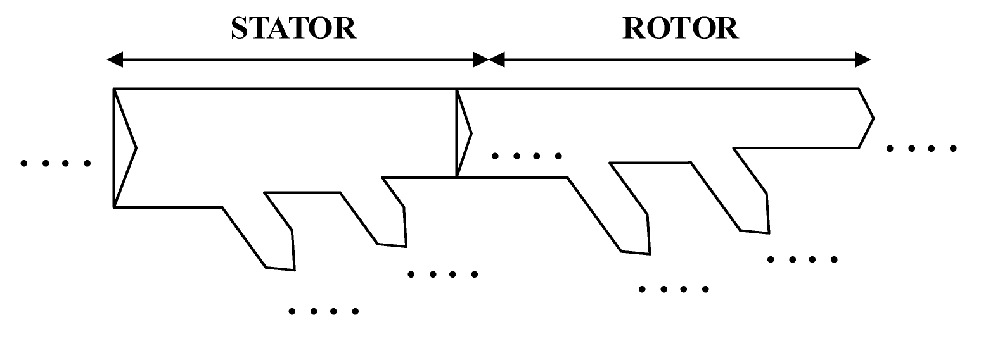 STATOR ROTOR
. . . .
. . . .
. . . .
. . . .
. . . .
. . . .
. . . .